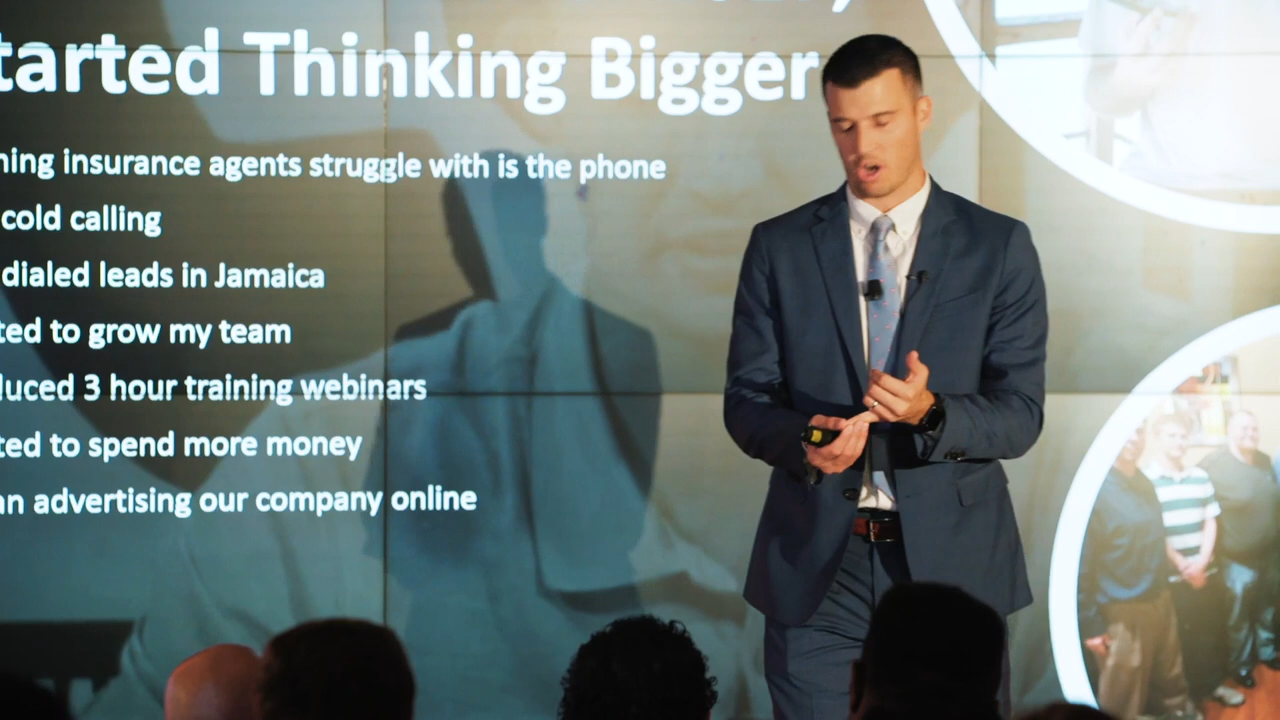 tarted Thinking Bigger
ning insurance agents struggle with is the phone
cold calling
dialed leads in Jamaica
ted to grow my team
duced 3 hour training webinars
ted to spend more money
an advertising our company online